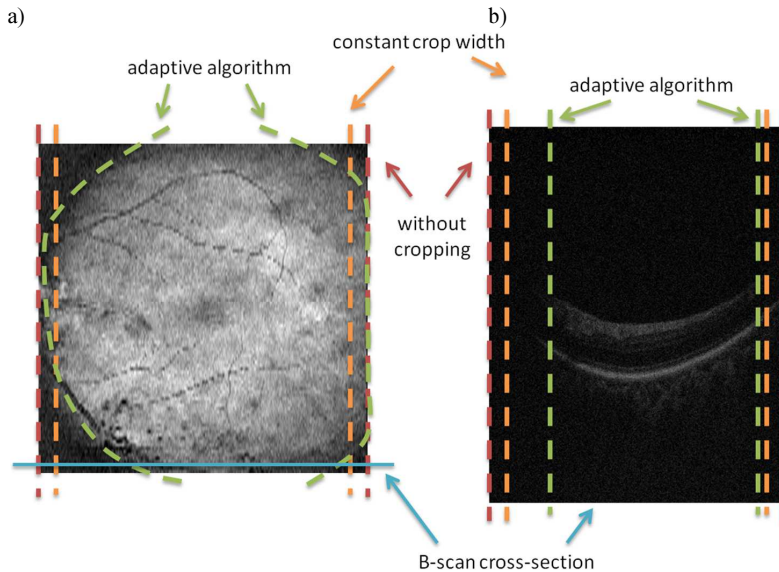 a)
b)
constant crop width
adaptive algorithm
adaptive algorithm
without
cropping
B-scan cross-section